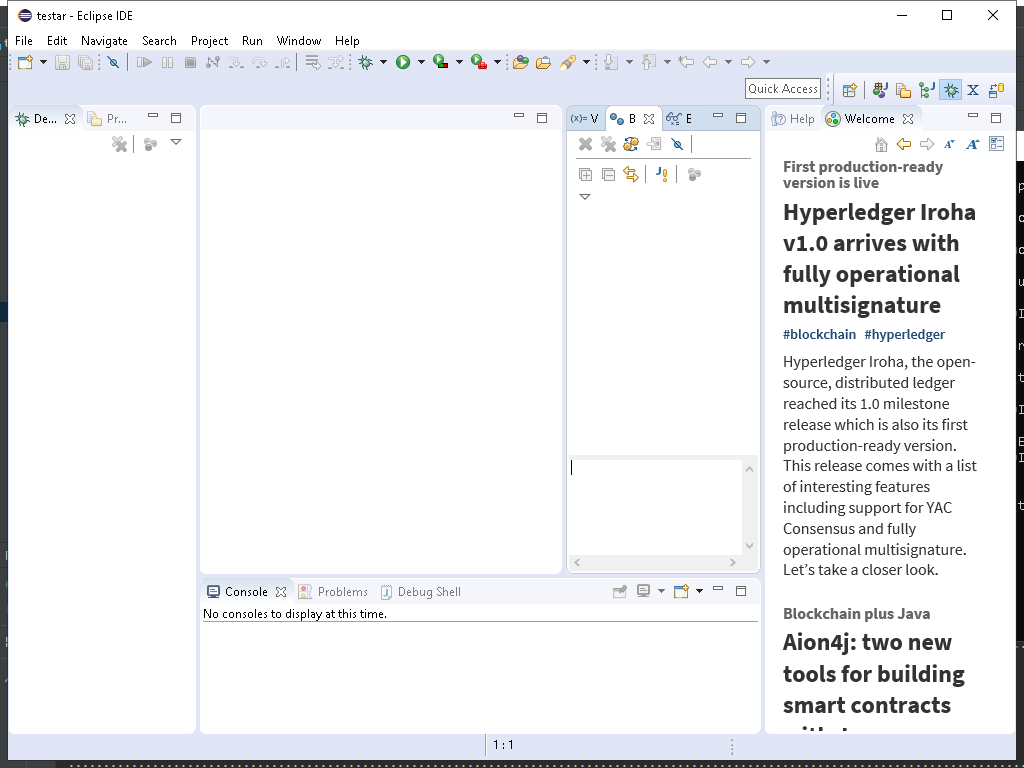 testar - Eclipse IDE
File Edit Navigate Search Project Run Window Help
Quick Access
De...
Pr...
(x)= V
B
E
Help
Welcome
First production-ready
version is live
Hyperledger Iroha
v1.0 arrives with
fully operational
multisignature
#blockchain #hyperledger
Hyperledger Iroha, the open-
source, distributed ledger
reached its 1.0 milestone
release which is also its first
production-ready version.
This release comes with a list
of interesting features
including support for YAC
Consensus and fully
operational multisignature.
Let’s take a closer look.
Blockchain plus Java
Aion4j: two new
tools for building
smart contracts
Console
Problems
Debug Shell
No consoles to display at this time.
1 : 1